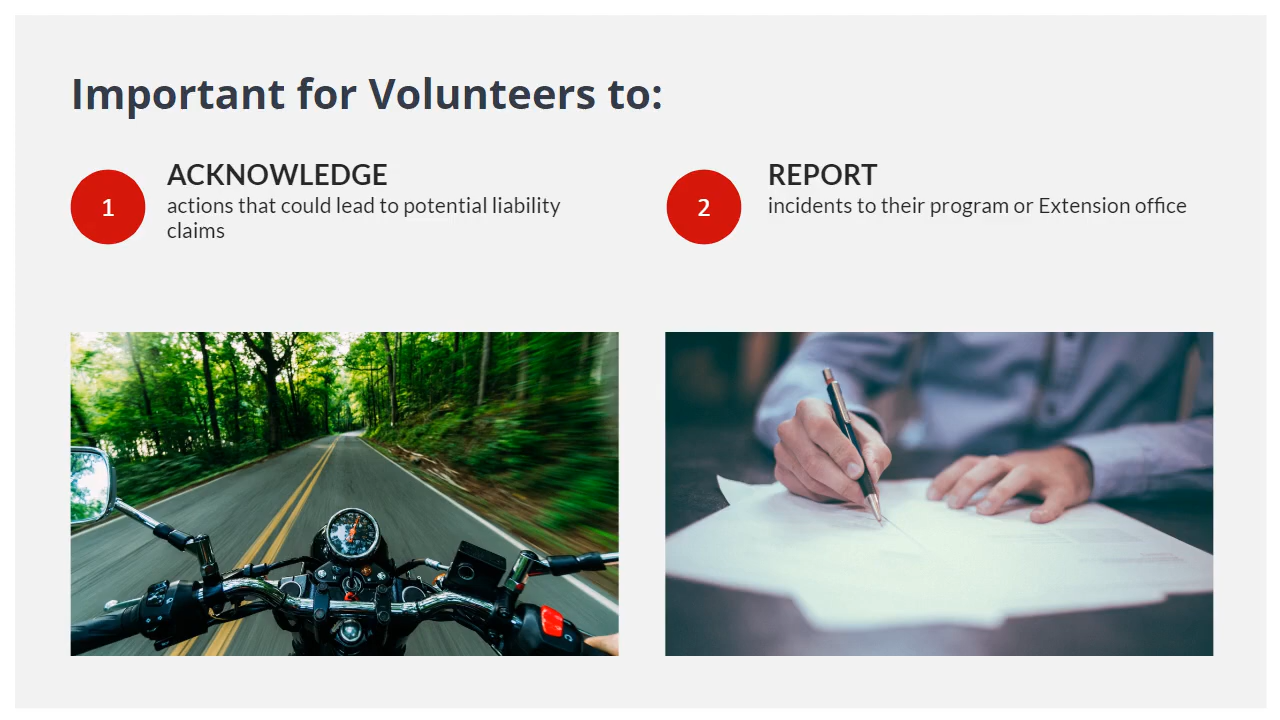 Important for Volunteers to:
1
ACKNOWLEDGE
actions that could lead to potential liability
claims
2
REPORT
incidents to their program or Extension office